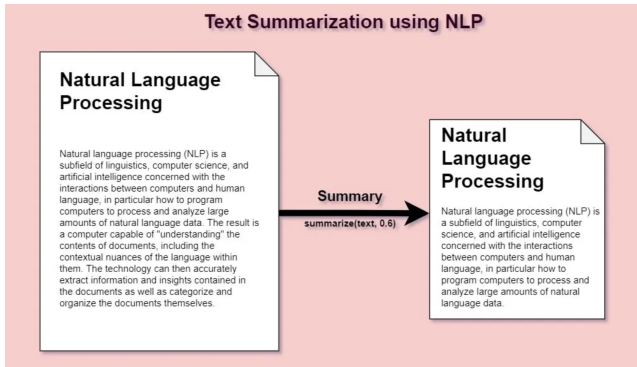 Text Summarization using NLP
Natural Language
Processing
Natural language processing (NLP) is a
subfield of linguistics, computer science, and
artificial intelligence concerned with the
interactions between computers and human
language, in particular how to program
computers to process and analyze large
amounts of natural language data. The result is
a computer capable of "understanding" the
contents of documents, including the
contextual nuances of the language within
them. The technology can then accurately
extract information and insights contained in
the documents as well as categorize and
organize the documents themselves.
Summary
summarize(text, 0.6)
Natural
Language
Processing
Natural language processing (NLP) is
a subfield of linguistics, computer
science, and artificial intelligence
concerned with the interactions
between computers and human
language, in particular how to
program computers to process and
analyze large amounts of natural
language data.